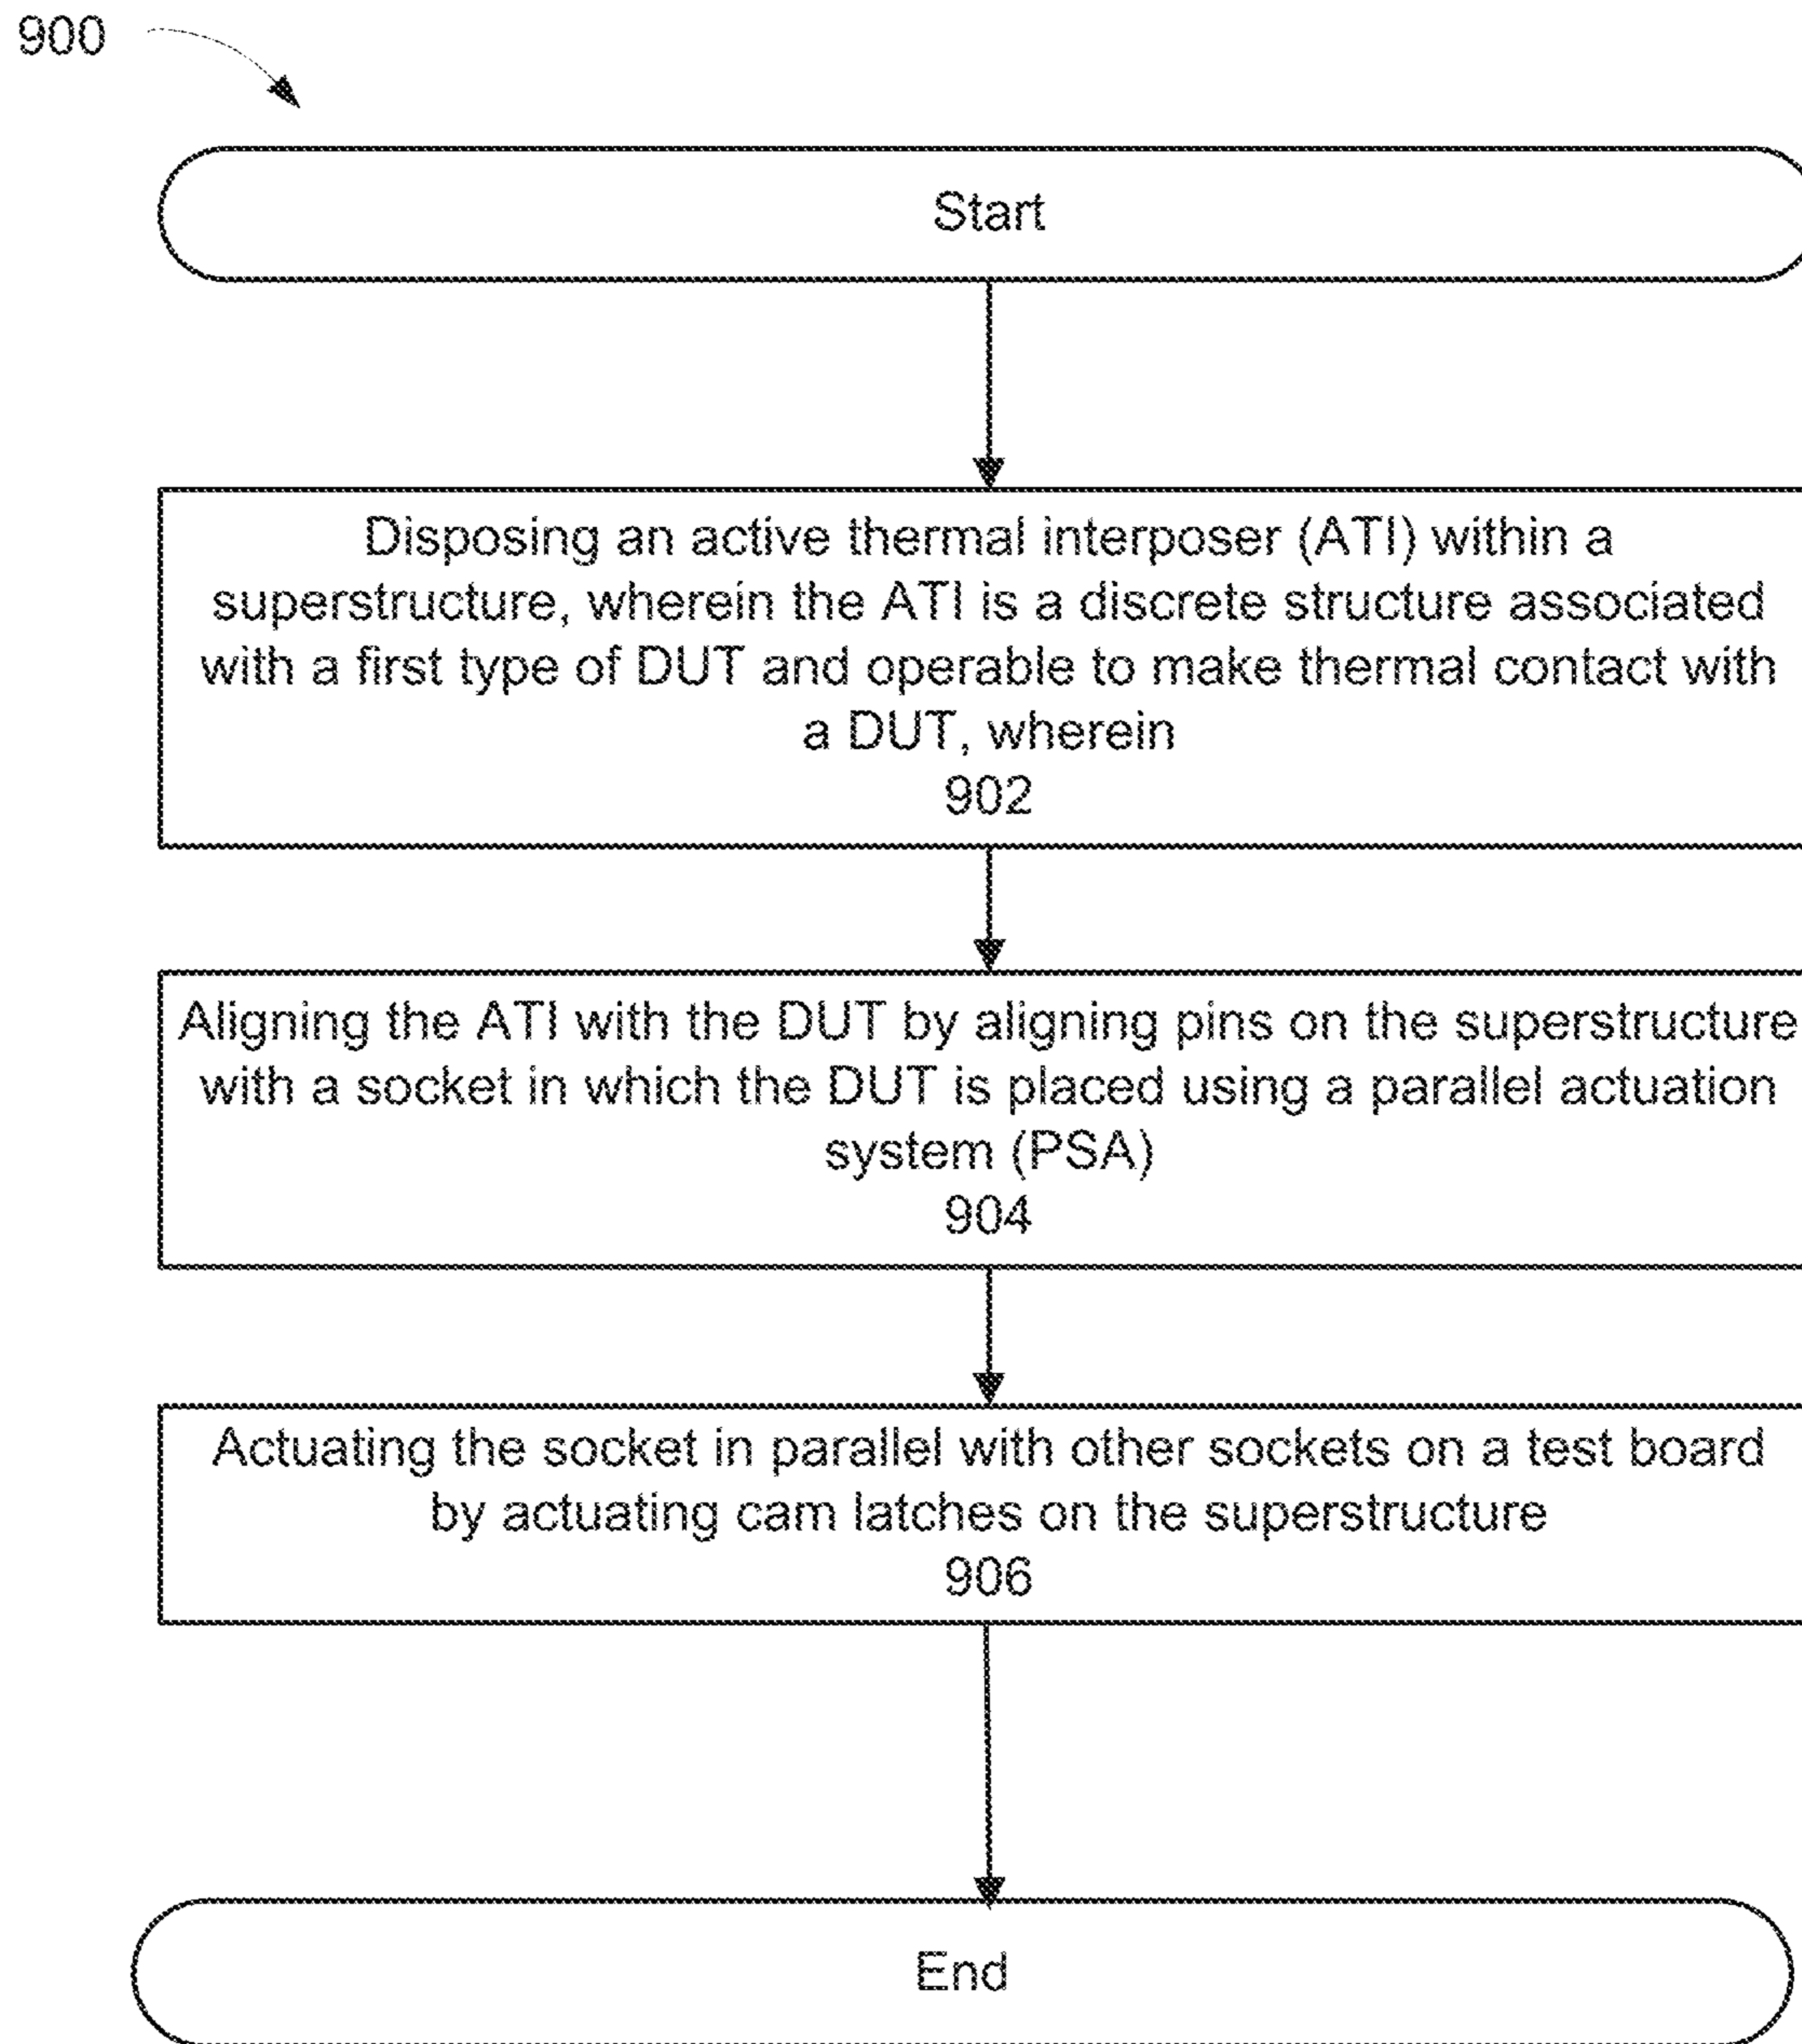 900
Start
Disposing an active thermal interposer (ATI) within a
superstructure, wherein the ATI is a discrete structure associated
with a first type of DUT and operable to make thermal contact with
a DUT, wherein
902
Aligning the ATI with the DUT by aligning pins on the superstructure
with a socket in which the DUT is placed using a parallel actuation
system (PSA)
904
Actuating the socket in parallel with other sockets on a test board
by actuating cam latches on the superstructure
906
End